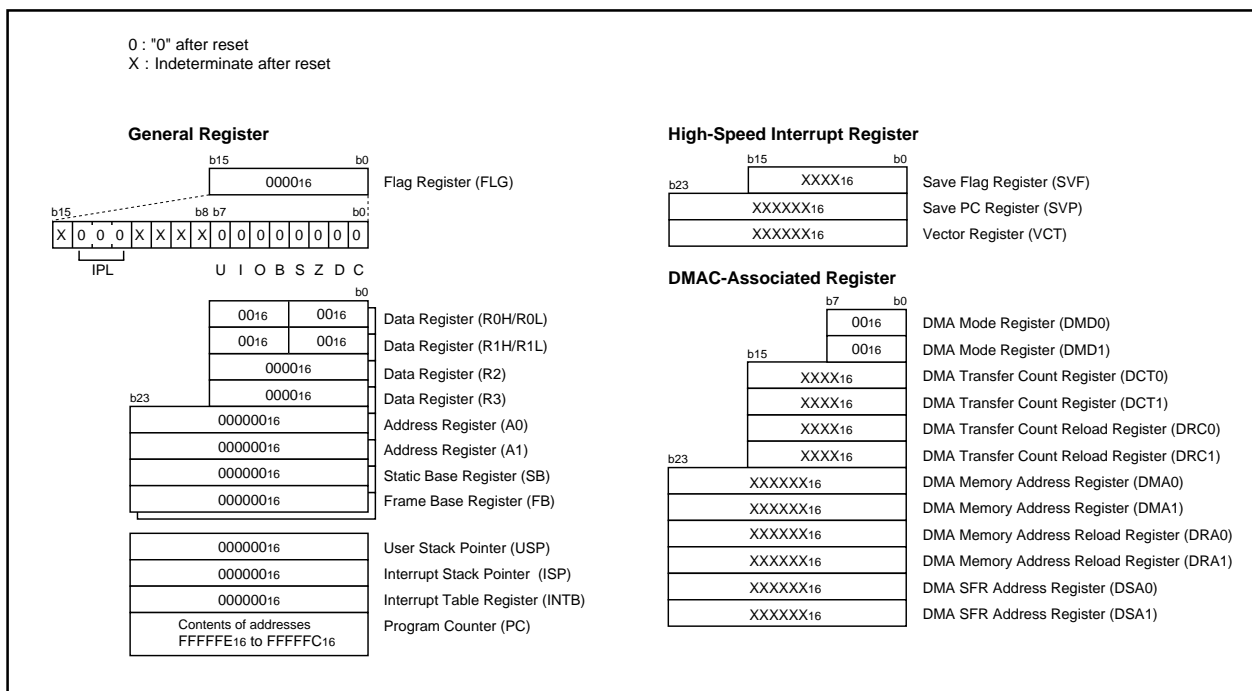 0 : "0" after reset
X : Indeterminate after reset
General Register
b15 b0
000016 Flag Register (FLG)
b15 b8 b7 b0
X 0 0 0 X X X X 0 0 0 0 0 0 0 0
IPL U I O B S Z D C
b0
0016 0016 Data Register (R0H/R0L)
0016 0016 Data Register (R1H/R1L)
000016 Data Register (R2)
000016 Data Register (R3)
b23
00000016 Address Register (A0)
00000016 Address Register (A1)
00000016 Static Base Register (SB)
00000016 Frame Base Register (FB)
00000016 User Stack Pointer (USP)
00000016 Interrupt Stack Pointer (ISP)
00000016 Interrupt Table Register (INTB)
Contents of addresses
FFFFFE16 to FFFFFC16
Program Counter (PC)
High-Speed Interrupt Register
b15 b0
XXXX16 Save Flag Register (SVF)
b23
XXXXXX16 Save PC Register (SVP)
XXXXXX16 Vector Register (VCT)
DMAC-Associated Register
b7 b0
0016 DMA Mode Register (DMD0)
0016 DMA Mode Register (DMD1)
b15
XXXX16 DMA Transfer Count Register (DCT0)
XXXX16 DMA Transfer Count Register (DCT1)
XXXX16 DMA Transfer Count Reload Register (DRC0)
XXXX16 DMA Transfer Count Reload Register (DRC1)
b23
XXXXXX16 DMA Memory Address Register (DMA0)
XXXXXX16 DMA Memory Address Register (DMA1)
XXXXXX16 DMA Memory Address Reload Register (DRA0)
XXXXXX16 DMA Memory Address Reload Register (DRA1)
XXXXXX16 DMA SFR Address Register (DSA0)
XXXXXX16 DMA SFR Address Register (DSA1)